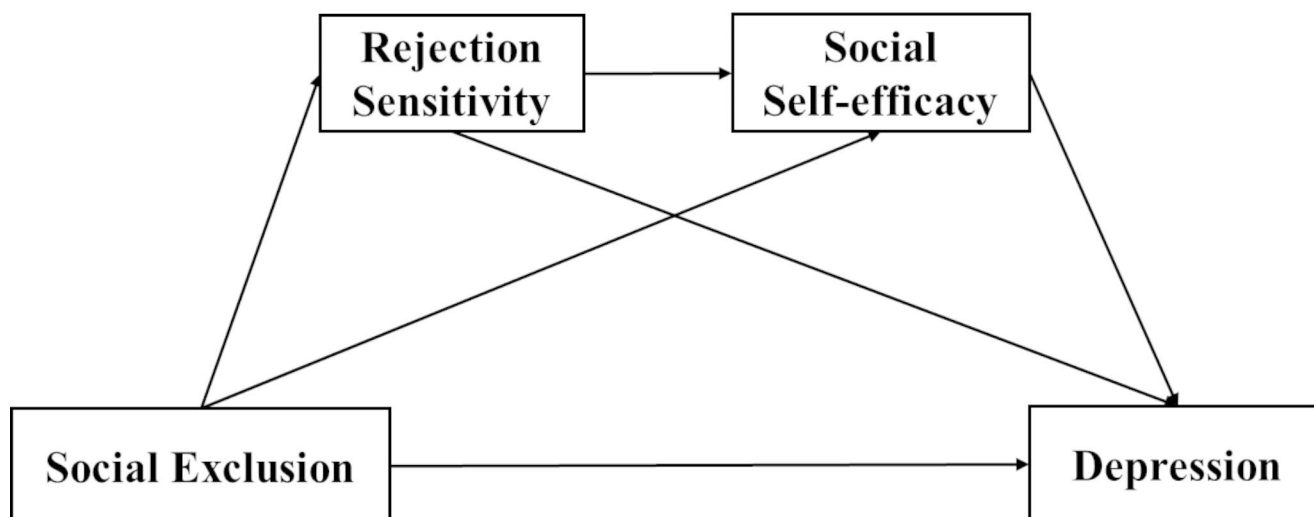 Rejection
Sensitivity
Social
Self-efficacy
Social Exclusion
Depression